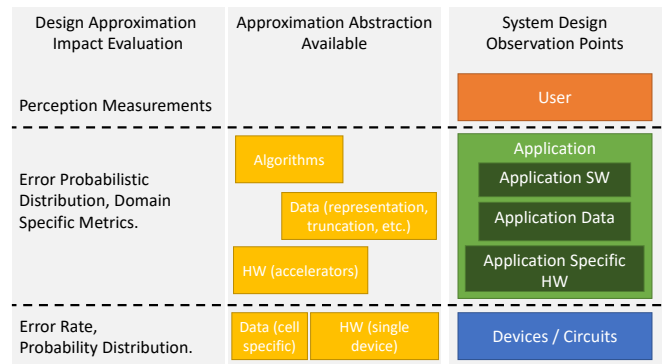 Design Approximation
Impact Evaluation
Approximation Abstraction
Available
System Design
Observation Points
Perception Measurements
User
Error Probabilistic
Distribution, Domain
Specific Metrics.
Algorithms
Data (representation,
truncation, etc.)
HW (accelerators)
Application
Application SW
Application Data
Application Specific
HW
Error Rate,
Probability Distribution.
Data (cell
specific)
HW (single
device)
Devices / Circuits